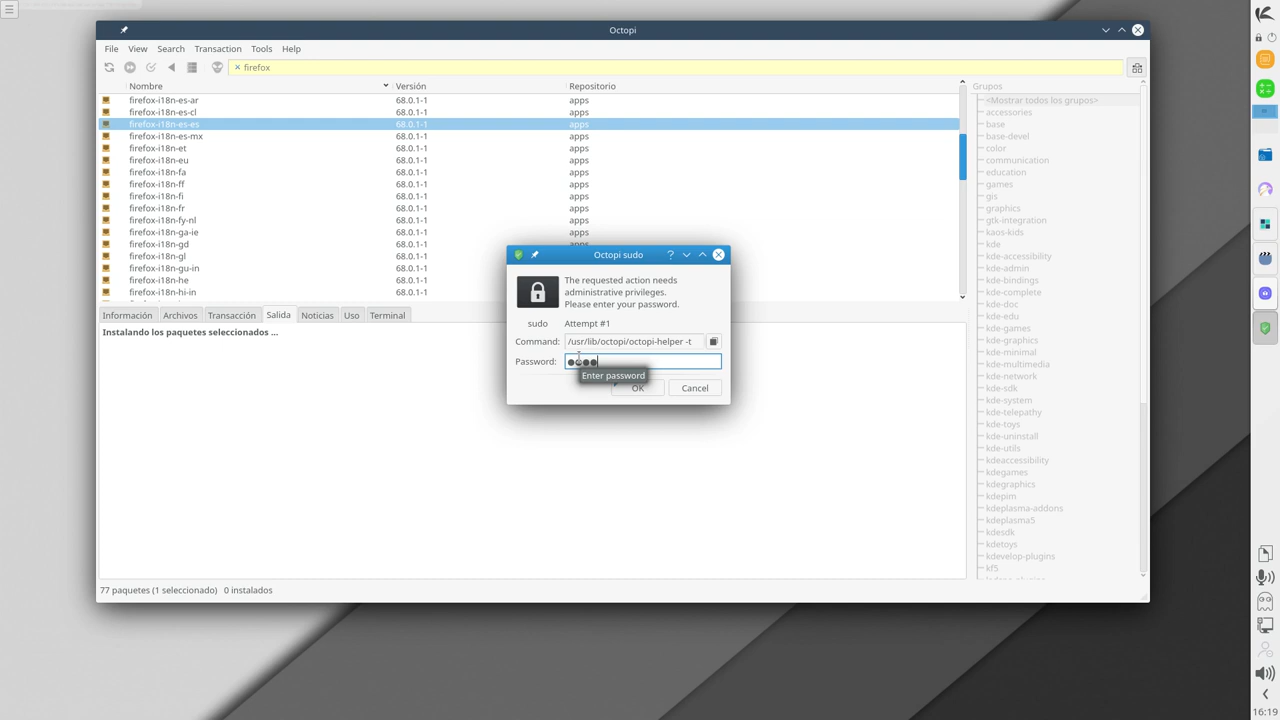 Octopi
File View Search Transaction Tools Help
firefox
Nombre Versión Repositorio
firefox-i18n-es-ar 68.0.1-1 apps
firefox-i18n-es-cl 68.0.1-1 apps
firefox-i18n-es-es 68.0.1-1 apps
firefox-i18n-es-mx 68.0.1-1 apps
firefox-i18n-et 68.0.1-1 apps
firefox-i18n-eu 68.0.1-1 apps
firefox-i18n-fa 68.0.1-1 apps
firefox-i18n-ff 68.0.1-1 apps
firefox-i18n-fi 68.0.1-1 apps
firefox-i18n-fr 68.0.1-1 apps
firefox-i18n-fy-nl 68.0.1-1 apps
firefox-i18n-ga-ie 68.0.1-1 apps
firefox-i18n-gd 68.0.1-1 apps
firefox-i18n-gl 68.0.1-1
firefox-i18n-gu-in 68.0.1-1
firefox-i18n-he 68.0.1-1
firefox-i18n-hi-in 68.0.1-1
Información Archivos Transacción Salida Noticias Uso Terminal
Instalando los paquetes seleccionados ...
77 paquetes (1 seleccionado) 0 instalados
Octopi sudo
The requested action needs
administrative privileges.
Please enter your password.
sudo Attempt #1
Command: /usr/lib/octopi/octopi-helper -t
Password:
Enter password
OK Cancel
Grupos
<Mostrar todos los grupos>
accessories
base
base-devel
color
communication
education
games
gis
graphics
gtk-integration
kaos-kids
kde
kde-accessibility
kde-admin
kde-bindings
kde-complete
kde-doc
kde-edu
kde-games
kde-graphics
kde-minimal
kde-multimedia
kde-network
kde-sdk
kde-system
kde-telepathy
kde-toys
kde-uninstall
kde-utils
kdeaccessibility
kdegames
kdegraphics
kdepim
kdeplasma-addons
kdeplasma5
kdesdk
kdetoys
kdevelop-plugins
kf5
16:19